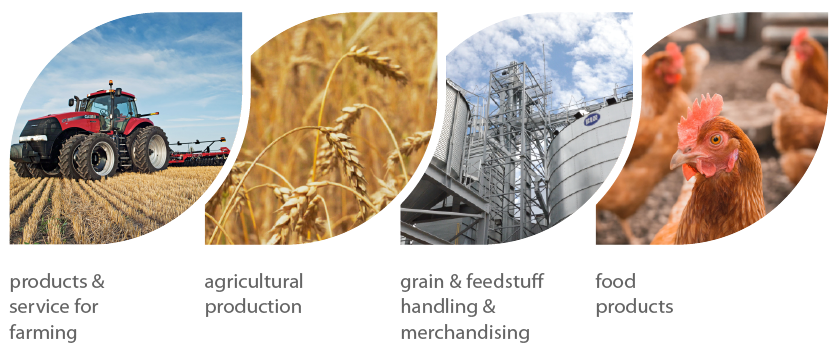 products &
service for
farming
agricultural
production
grain & feedstuff
handling &
merchandising
food
products